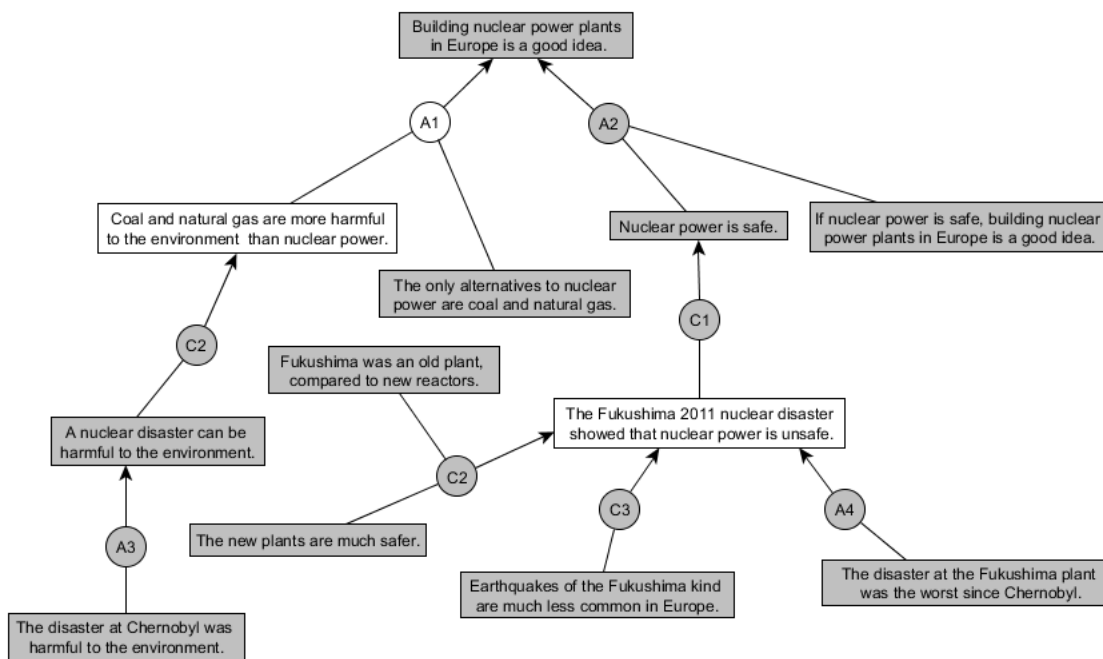 Building nuclear power plants
in Europe is a good idea.
A1
A2
Coal and natural gas are more harmful
to the environment than nuclear power.
Nuclear power is safe.
If nuclear power is safe, building nuclear
power plants in Europe is a good idea.
The only alternatives to nuclear
power are coal and natural gas.
C1
C2
Fukushima was an old plant,
compared to new reactors.
The Fukushima 2011 nuclear disaster
showed that nuclear power is unsafe.
A nuclear disaster can be
harmful to the environment.
C2
C3
A4
The new plants are much safer.
A3
Earthquakes of the Fukushima kind
are much less common in Europe.
The disaster at the Fukushima plant
was the worst since Chernobyl.
The disaster at Chernobyl was
harmful to the environment.